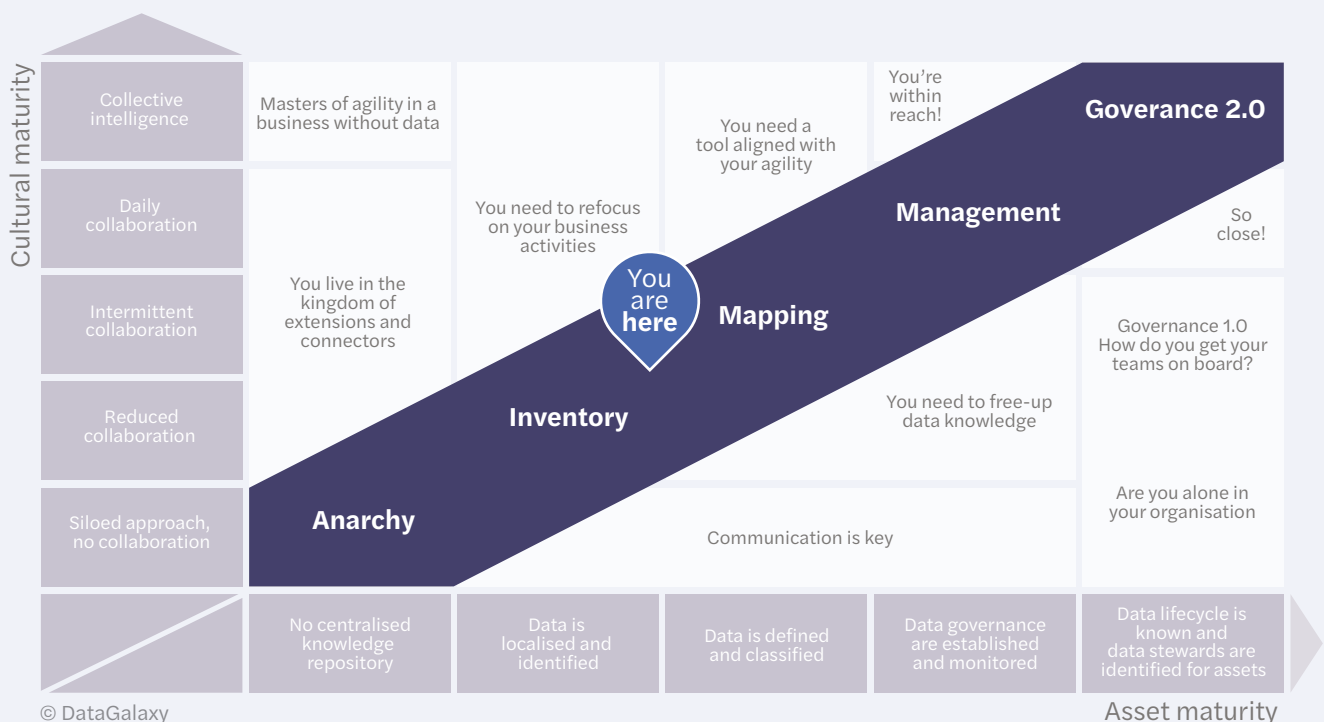 Cultural maturity
Collective
intelligence
Masters of agility in a
business without data
You need a
tool aligned with
your agility
You're
within
reach!
Goverance 2.0
Daily
collaboration
You need to refocus
on your business
activities
Management
So
close!
Intermittent
collaboration
You live in the
kingdom of
extensions and
connectors
You
are
here
Mapping
Governance 1.0
How do you get your
teams on board?
Reduced
collaboration
Inventory
You need to free-up
data knowledge
Siloed approach,
no collaboration
Anarchy
Communication is key
Are you alone in
your organisation
No centralised
knowledge
repository
Data is
localised and
identified
Data is defined
and classified
Data governance
are established
and monitored
Data lifecycle is
known and
data stewards are
identified for assets
© DataGalaxy
Asset maturity